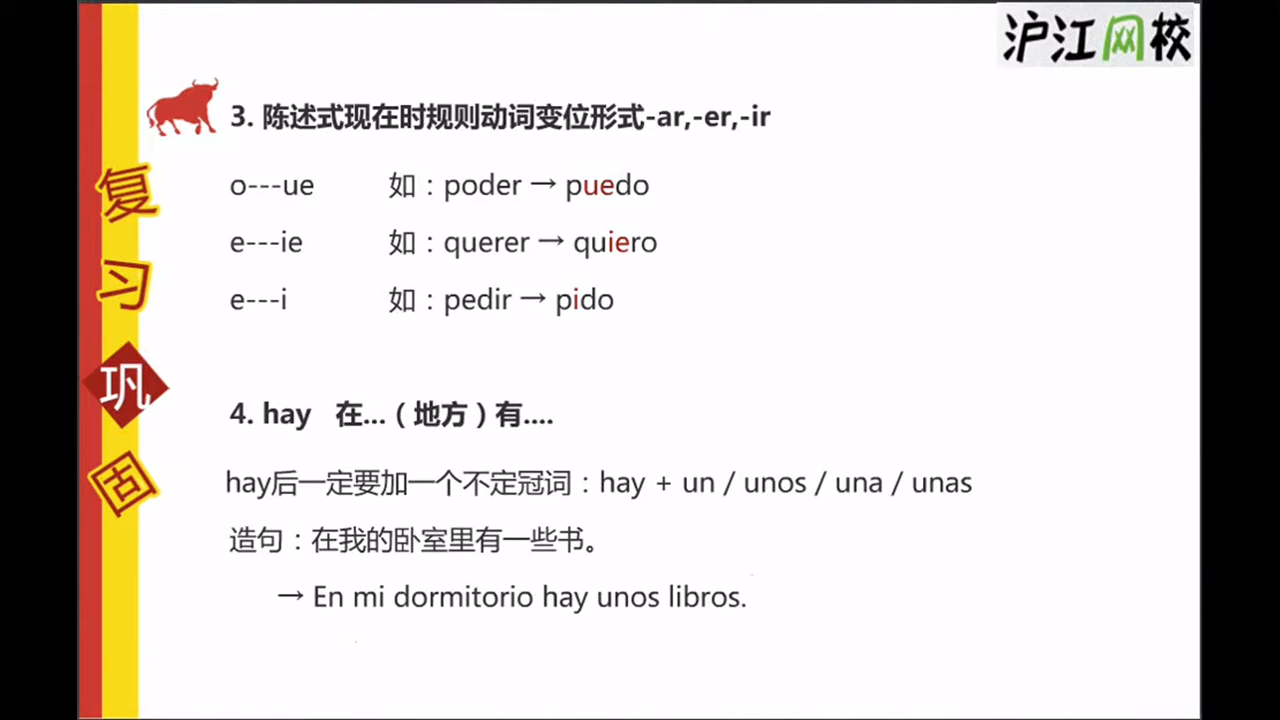 沪江网校
3. 陈述式现在时规则动词变位形式-ar,-er,-ir
o---ue 如：poder → puedo
e---ie 如：querer → quiero
e---i 如：pedir → pido
4. hay 在...（地方）有....
hay后一定要加一个不定冠词：hay + un / unos / una / unas
造句：在我的卧室里有一些书。
→ En mi dormitorio hay unos libros.
复
习
巩
固